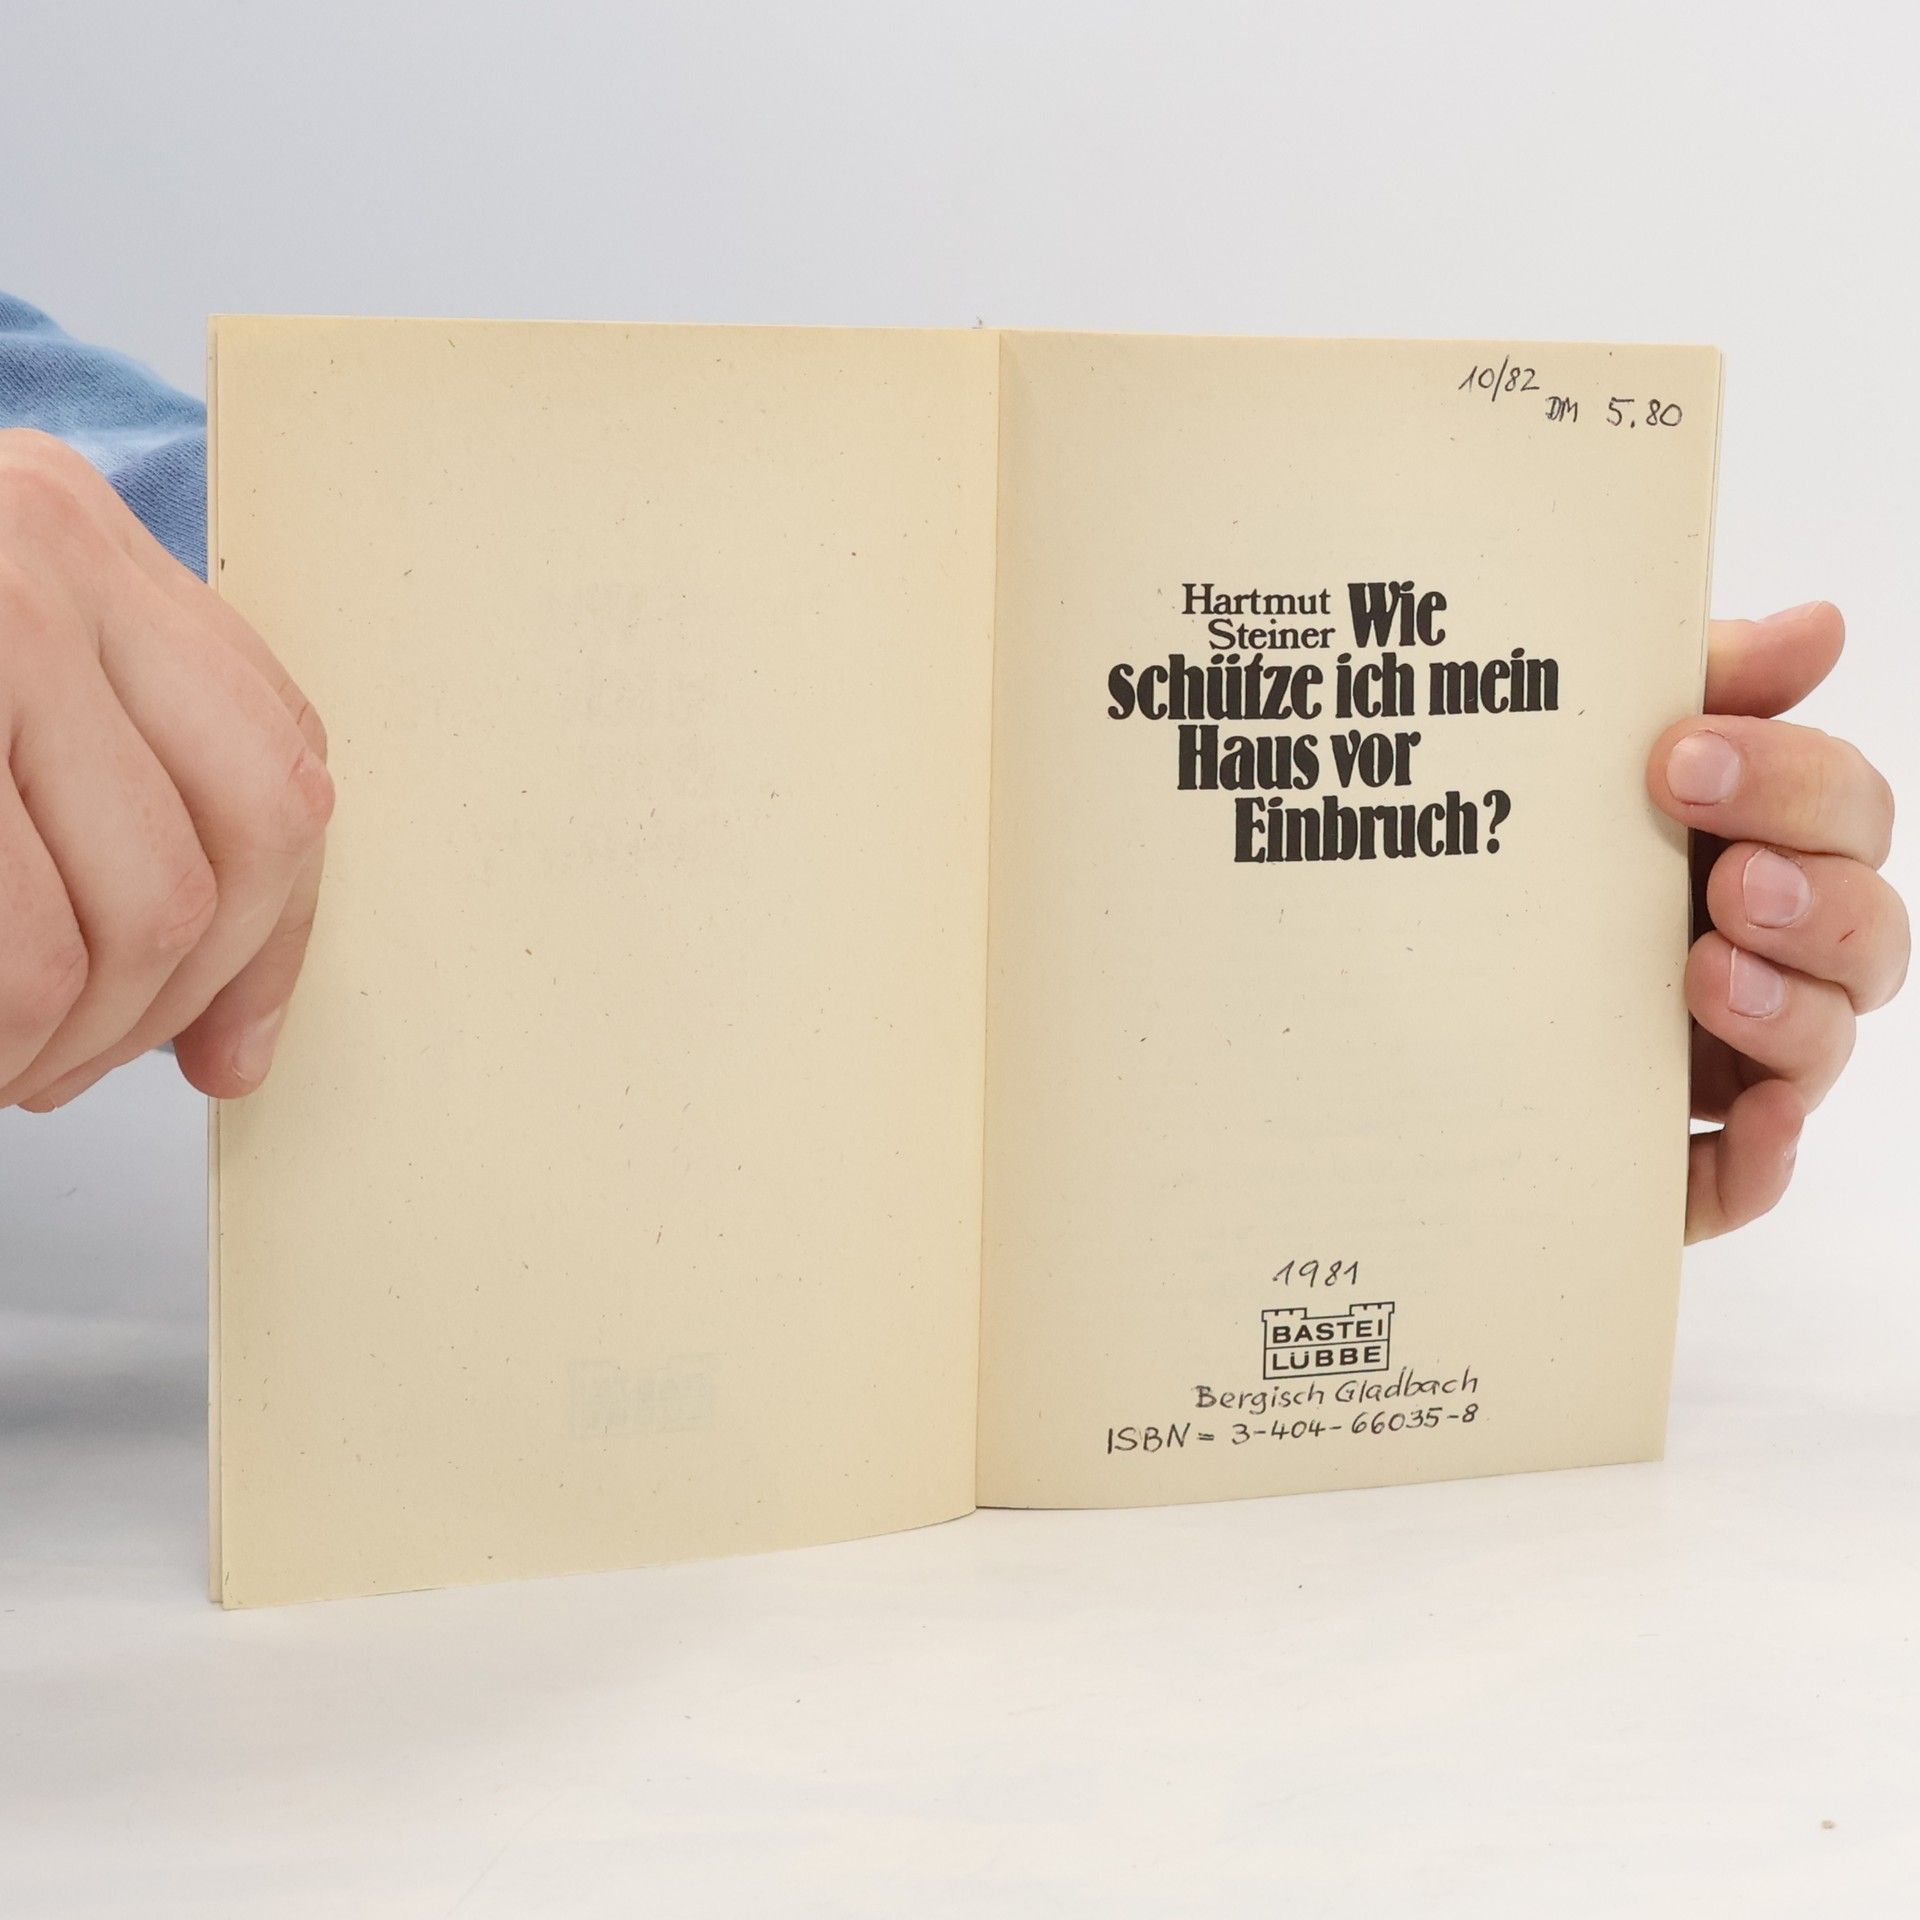 10/82
DM 5.80
Hartmut
Steiner Wie
schütze ich mein
Haus vor
Einbruch?
1981
BASTEI
LÜBBE
Bergisch Gladbach
ISBN = 3-404-66035-8